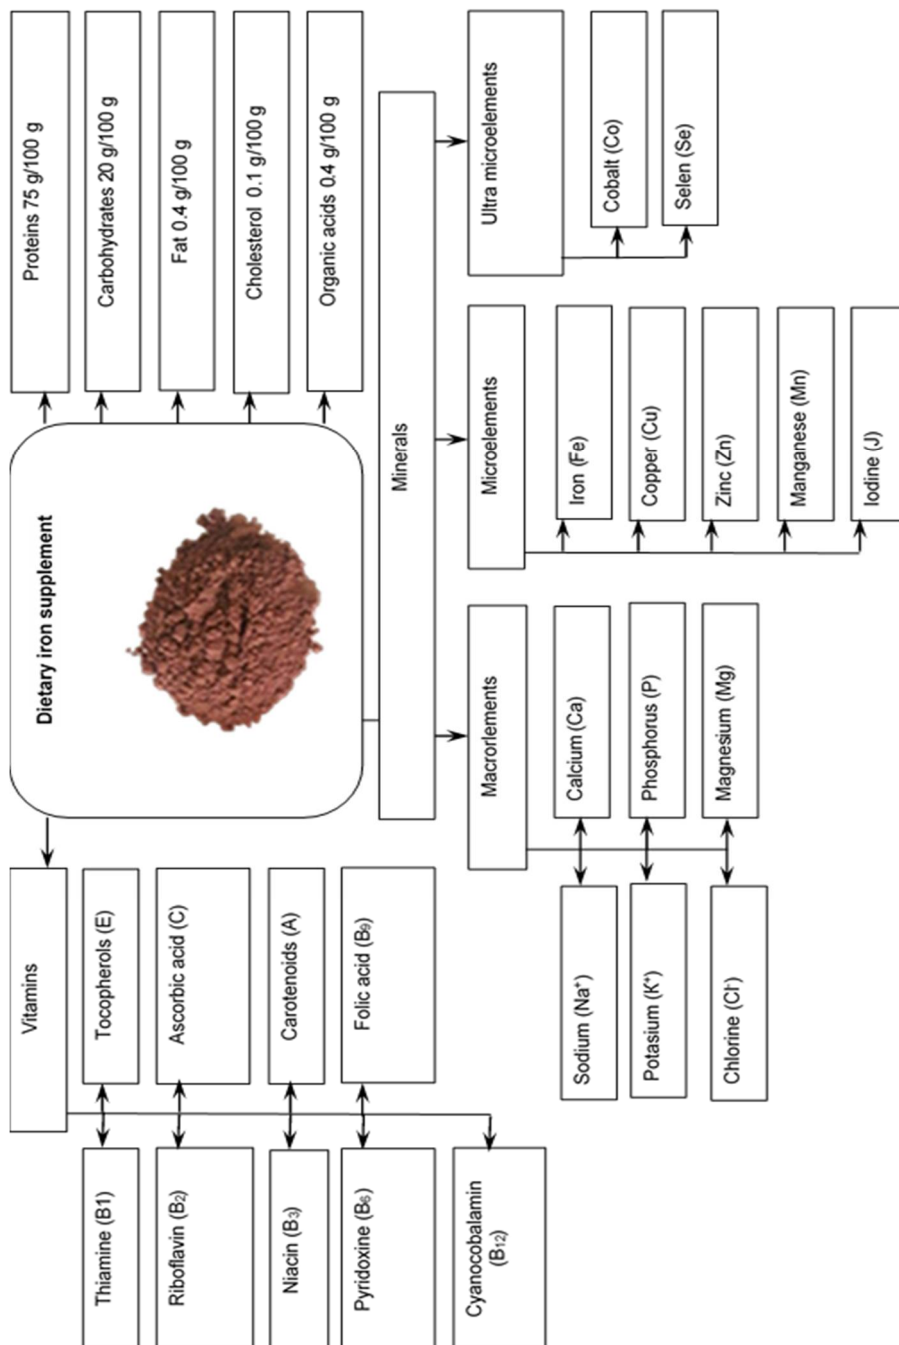 Dietary iron supplement
Vitamins
Thiamine (B1)
Tocopherols (E)
Riboflavin (B₂)
Ascorbic acid (C)
Niacin (B₃)
Carotenoids (A)
Pyridoxine (B₆)
Folic acid (B₉)
Cyanocobalamin
(B₁₂)
Proteins 75 g/100 g
Carbohydrates 20 g/100 g
Fat 0.4 g/100 g
Cholesterol 0.1 g/100 g
Organic acids 0.4 g/100 g
Minerals
Macrorlements
Sodium (Na⁺)
Calcium (Ca)
Potasium (K⁺)
Phosphorus (P)
Chlorine (Cl⁻)
Magnesium (Mg)
Microelements
Iron (Fe)
Copper (Cu)
Zinc (Zn)
Manganese (Mn)
Iodine (J)
Ultra microelements
Cobalt (Co)
Selen (Se)